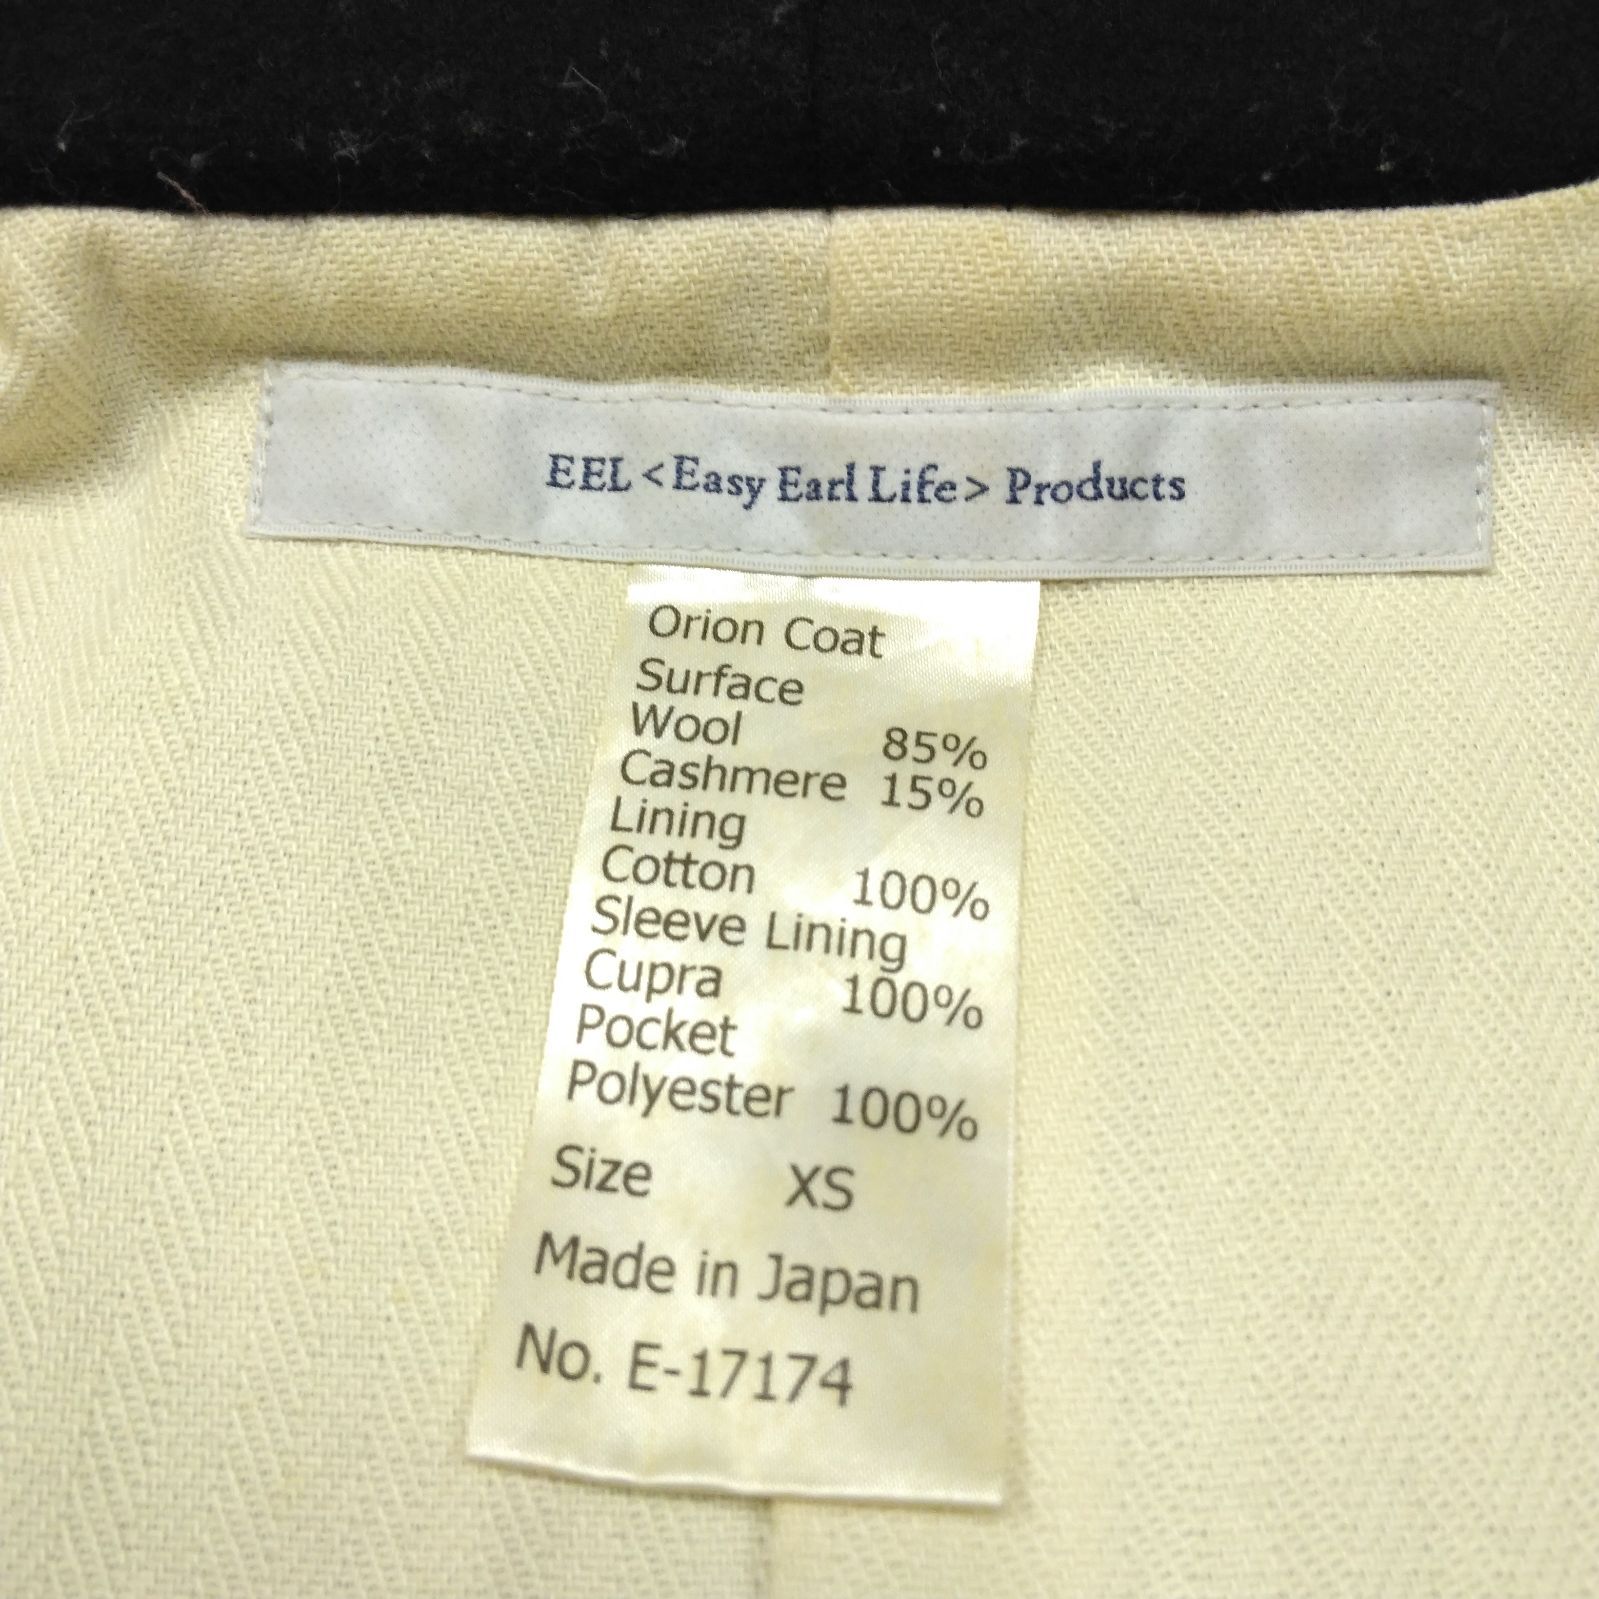 EEL <Easy Earl Life> Products
Orion Coat
Surface
Wool 85%
Cashmere 15%
Lining
Cotton 100%
Sleeve Lining
Cupra 100%
Pocket
Polyester 100%
Size XS
Made in Japan
No. E-17174